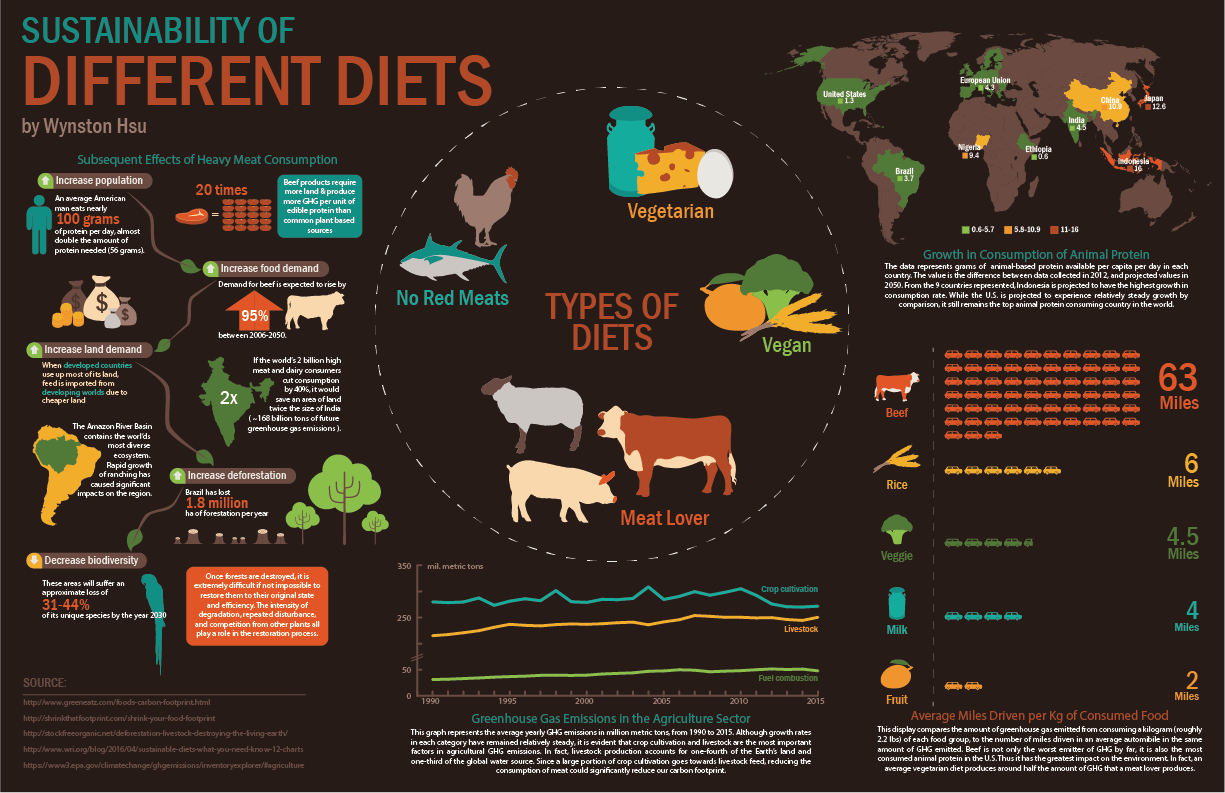 SUSTAINABILITY OF
DIFFERENT DIETS
by Wynston Hsu
Subsequent Effects of Heavy Meat Consumption
Increase population
An average American
man eats nearly
100 grams
of protein per day, almost
double the amount of
protein needed (56 grams).
20 times
=
Beef products require
more land & produce
more GHG per unit of
edible protein than
common plant based
sources
Increase food demand
Demand for beef is expected to rise by
95%
between 2006-2050.
$
$
$
Increase land demand
When developed countries
use up most of its land,
feed is imported from
developing worlds due to
cheaper land
2x
If the world's 2 billion high
meat and dairy consumers
cut consumption
by 40%, it would
save an area of land
twice the size of India
(~168 billion tons of future
greenhouse gas emissions).
The Amazon River Basin
contains the world's
most diverse
ecosystem.
Rapid growth
of ranching has
caused significant
impacts on the region.
Increase deforestation
Brazil has lost
1.8 million
ha of forestation per year
Decrease biodiversity
These areas will suffer an
approximate loss of
31-44%
of its unique species by the year 2030
Once forests are destroyed, it is
extremely difficult if not impossible to
restore them to their original state
and efficiency. The intensity of
degradation, repeated disturbance,
and competition from other plants all
play a role in the restoration process.
SOURCE:
http://www.greeneatz.com/foods-carbon-footprint.html
http://shrinkthatfootprint.com/shrink-your-food-footprint
http://stockfreeorganic.net/deforestation-livestock-destroying-the-living-earth/
http://www.wri.org/blog/2016/04/sustainable-diets-what-you-need-know-12-charts
https://www3.epa.gov/climatechange/ghgemissions/inventoryexplorer/#agriculture
TYPES OF
DIETS
Vegetarian
No Red Meats
Vegan
Meat Lover
350
mil. metric tons
250
50
0
Crop cultivation
Livestock
Fuel combustion
1990
1995
2000
2005
2010
2015
Greenhouse Gas Emissions in the Agriculture Sector
This graph represents the average yearly GHG emissions in million metric tons, from 1990 to 2015. Although growth rates
in each category have remained relatively steady, it is evident that crop cultivation and livestock are the most important
factors in agricultural GHG emissions. In fact, livestock production accounts for one-fourth of the Earth's land and
one-third of the global water source. Since a large portion of crop cultivation goes towards livestock feed, reducing the
consumption of meat could significantly reduce our carbon footprint.
United States
1.3
European Union
4.3
China
10.9
Japan
12.6
India
4.5
Nigeria
9.4
Ethiopia
0.6
Indonesia
16
Brazil
3.7
0.6-5.7
5.8-10.9
11-16
Growth in Consumption of Animal Protein
The data represents grams of animal-based protein available per capita per day in each
country. The value is the difference between data collected in 2012, and projected values in
2050. From the 9 countries represented, Indonesia is projected to have the highest growth in
consumption rate. While the U.S. is projected to experience relatively steady growth by
comparison, it still remains the top animal protein consuming country in the world.
Beef
63
Miles
Rice
6
Miles
Veggie
4.5
Miles
Milk
4
Miles
Fruit
2
Miles
Average Miles Driven per Kg of Consumed Food
This display compares the amount of greenhouse gas emitted from consuming a kilogram (roughly
2.2 lbs) of each food group, to the number of miles driven in an average automibile in the same
amount of GHG emitted. Beef is not only the worst emitter of GHG by far, it is also the most
consumed animal protein in the U.S. Thus it has the greatest impact on the environment. In fact, an
average vegetarian diet produces around half the amount of GHG that a meat lover produces.